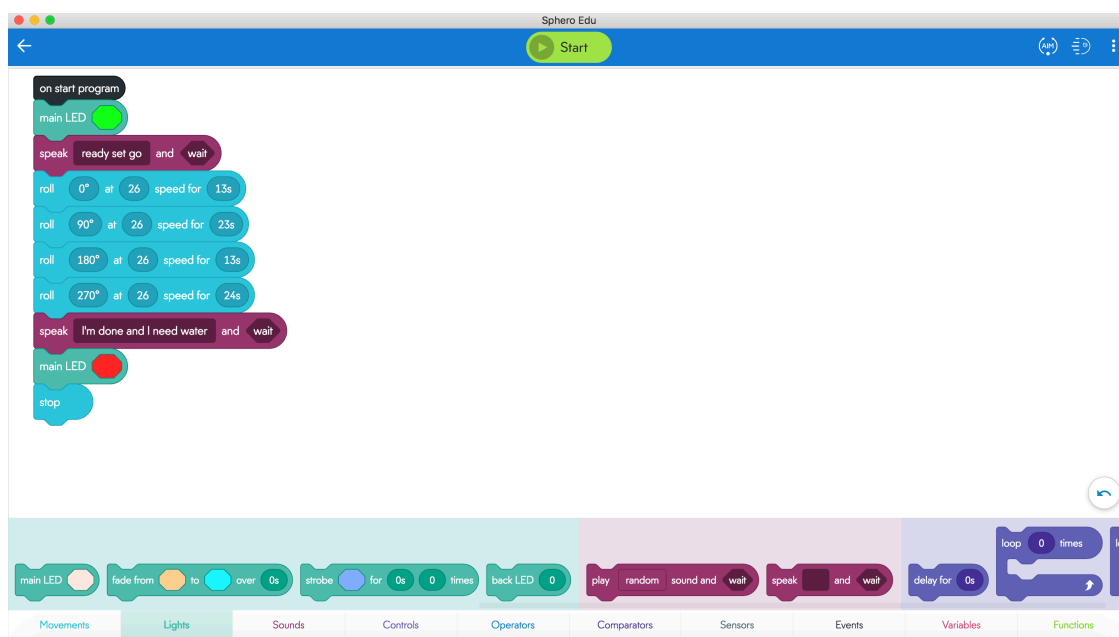 Sphero Edu
Start
AIM
on start program
main LED
speak ready set go and wait
roll 0° at 26 speed for 13s
roll 90° at 26 speed for 23s
roll 180° at 26 speed for 13s
roll 270° at 26 speed for 24s
speak I'm done and I need water and wait
main LED
stop
loop 0 times
main LED fade from to over 0s strobe for 0s 0 times back LED 0 play random sound and wait speak and wait delay for 0s
Movements Lights Sounds Controls Operators Comparators Sensors Events Variables Functions